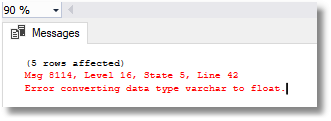 90 %
Messages
(5 rows affected)
Msg 8114, Level 16, State 5, Line 42
Error converting data type varchar to float.